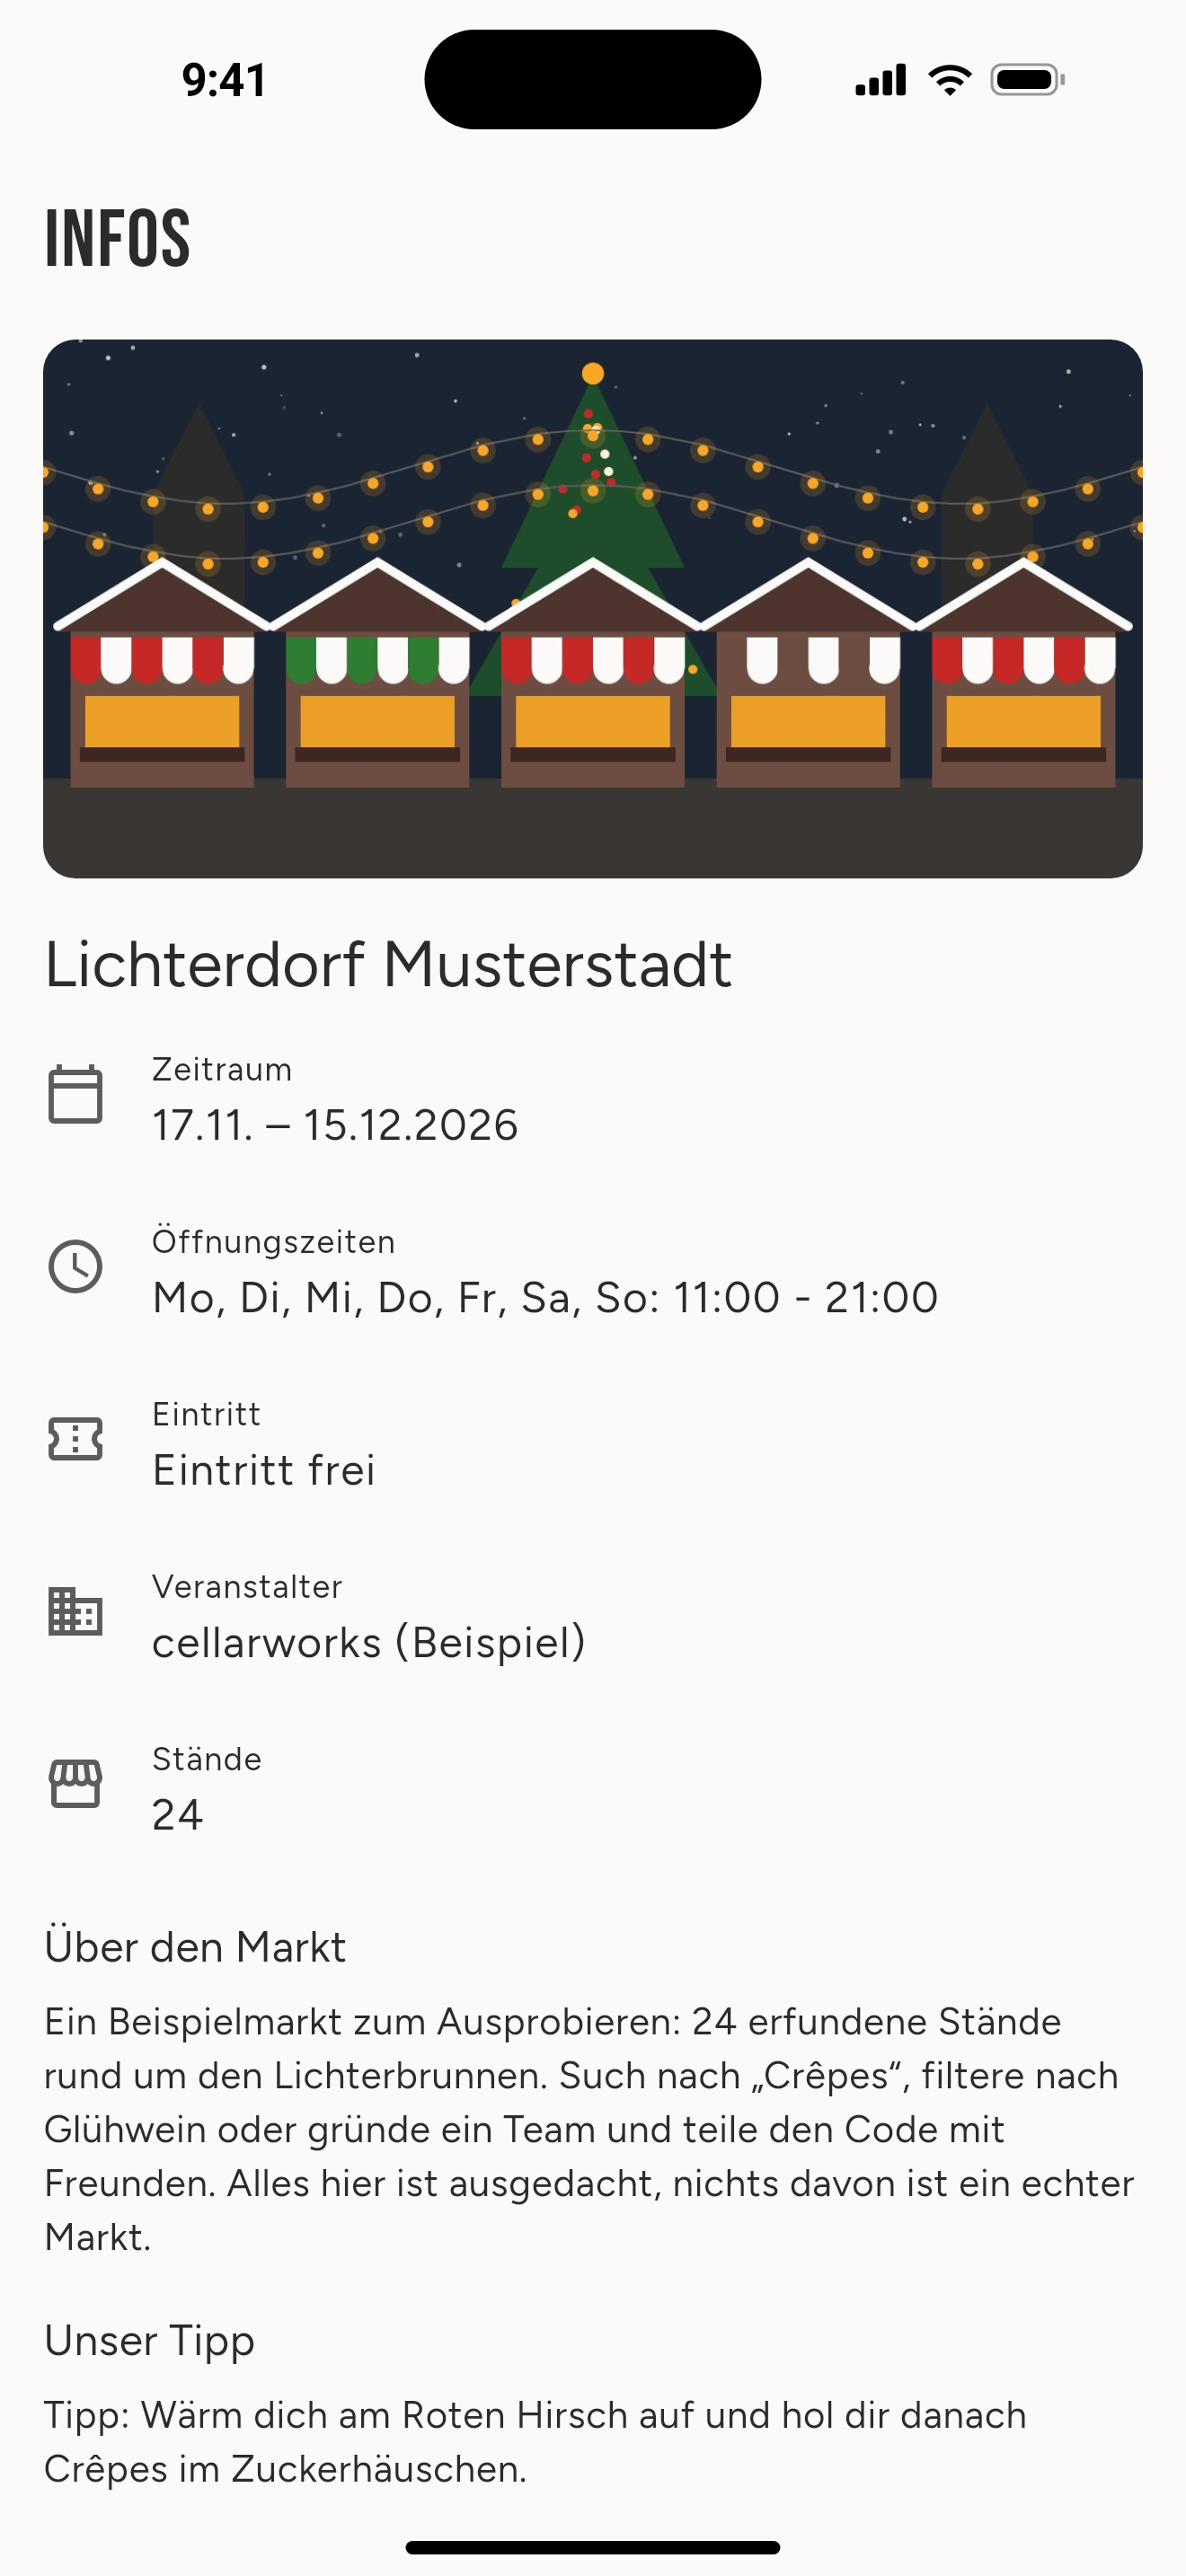 9:41
INFOS
Lichterdorf Musterstadt
Zeitraum
17.11. – 15.12.2026
Öffnungszeiten
Mo, Di, Mi, Do, Fr, Sa, So: 11:00 - 21:00
Eintritt
Eintritt frei
Veranstalter
cellarworks (Beispiel)
Stände
24
Über den Markt
Ein Beispielmarkt zum Ausprobieren: 24 erfundene Stände
rund um den Lichterbrunnen. Such nach „Crêpes“, filtere nach
Glühwein oder gründe ein Team und teile den Code mit
Freunden. Alles hier ist ausgedacht, nichts davon ist ein echter
Markt.
Unser Tipp
Tipp: Wärm dich am Roten Hirsch auf und hol dir danach
Crêpes im Zuckerhäuschen.